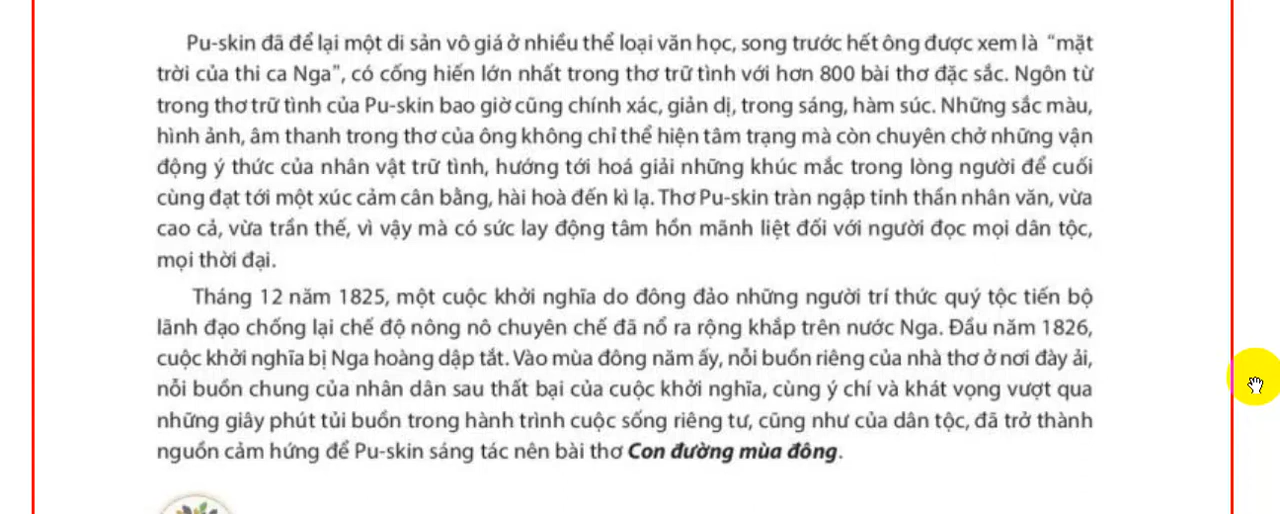 Pu-skin đã để lại một di sản vô giá ở nhiều thể loại văn học, song trước hết ông được xem là "mặt
trời của thi ca Nga", có cống hiến lớn nhất trong thơ trữ tình với hơn 800 bài thơ đặc sắc. Ngôn từ
trong thơ trữ tình của Pu-skin bao giờ cũng chính xác, giản dị, trong sáng, hàm súc. Những sắc màu,
hình ảnh, âm thanh trong thơ của ông không chỉ thể hiện tâm trạng mà còn chuyên chở những vận
động ý thức của nhân vật trữ tình, hướng tới hoá giải những khúc mắc trong lòng người để cuối
cùng đạt tới một xúc cảm cân bằng, hài hoà đến kì lạ. Thơ Pu-skin tràn ngập tinh thần nhân văn, vừa
cao cả, vừa trần thế, vì vậy mà có sức lay động tâm hồn mãnh liệt đối với người đọc mọi dân tộc,
mọi thời đại.
Tháng 12 năm 1825, một cuộc khởi nghĩa do đông đảo những người trí thức quý tộc tiến bộ
lãnh đạo chống lại chế độ nông nô chuyên chế đã nổ ra rộng khắp trên nước Nga. Đầu năm 1826,
cuộc khởi nghĩa bị Nga hoàng dập tắt. Vào mùa đông năm ấy, nỗi buồn riêng của nhà thơ ở nơi đày ải,
nỗi buồn chung của nhân dân sau thất bại của cuộc khởi nghĩa, cùng ý chí và khát vọng vượt qua
những giây phút tủi buồn trong hành trình cuộc sống riêng tư, cũng như của dân tộc, đã trở thành
nguồn cảm hứng để Pu-skin sáng tác nên bài thơ Con đường mùa đông.